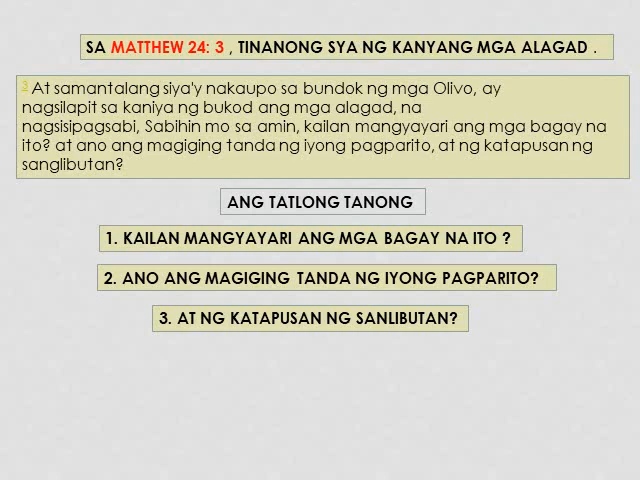 SA MATTHEW 24: 3 , TINANONG SYA NG KANYANG MGA ALAGAD .
3 At samantalang siya'y nakaupo sa bundok ng mga Olivo, ay
nagsilapit sa kaniya ng bukod ang mga alagad, na
nagsisipagsabi, Sabihin mo sa amin, kailan mangyayari ang mga bagay na
ito? at ano ang magiging tanda ng iyong pagparito, at ng katapusan ng
sanglibutan?
ANG TATLONG TANONG
1. KAILAN MANGYAYARI ANG MGA BAGAY NA ITO ?
2. ANO ANG MAGIGING TANDA NG IYONG PAGPARITO?
3. AT NG KATAPUSAN NG SANLIBUTAN?